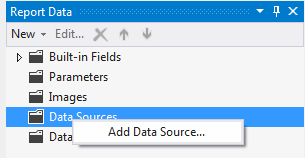 Report Data
New Edit...
Built-in Fields
Parameters
Images
Data Sources
Add Data Source...
Data